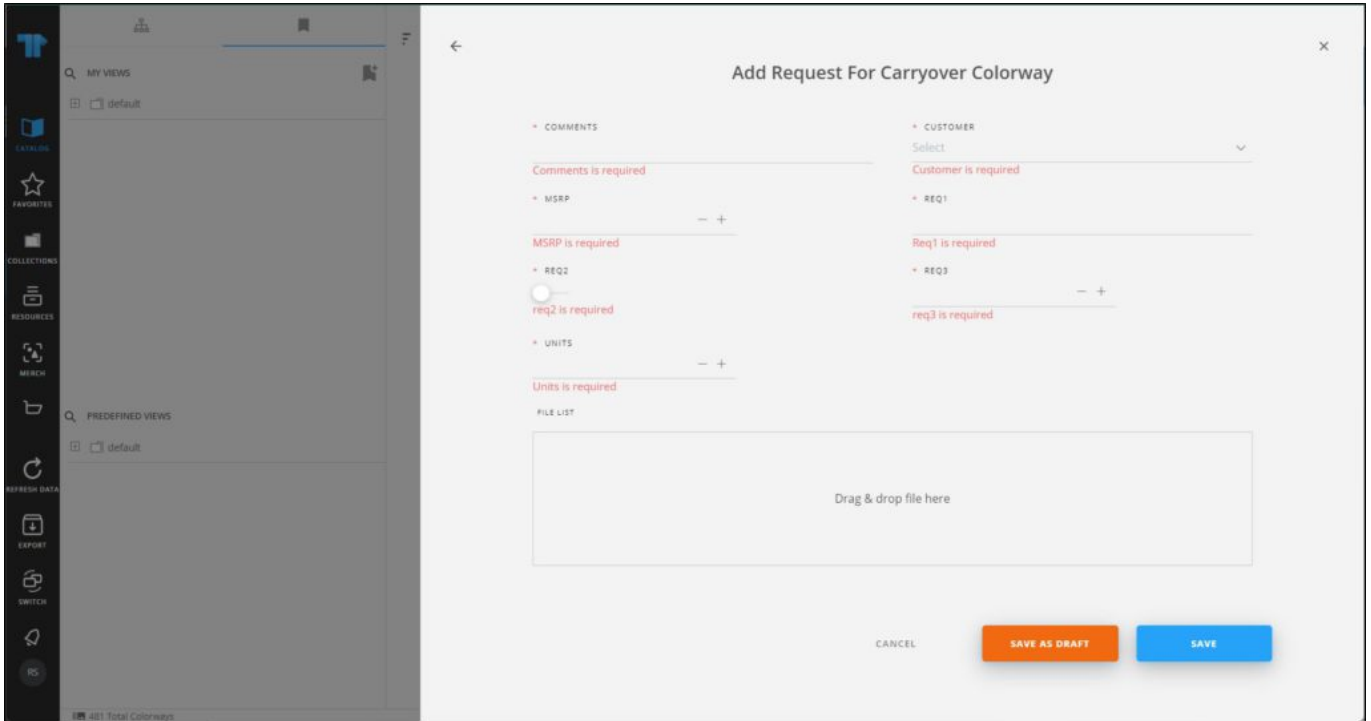 MY VIEWS
default
CATALOG
FAVORITES
COLLECTIONS
RESOURCES
MERCH
PREDEFINED VIEWS
default
REFRESH DATA
EXPORT
SWITCH
RS
481 Total Colorways
Add Request For Carryover Colorway
* COMMENTS
Comments is required
* CUSTOMER
Select
Customer is required
* MSRP
MSRP is required
* REQ1
Req1 is required
* REQ2
req2 is required
* REQ3
req3 is required
* UNITS
Units is required
FILE LIST
Drag & drop file here
CANCEL
SAVE AS DRAFT
SAVE